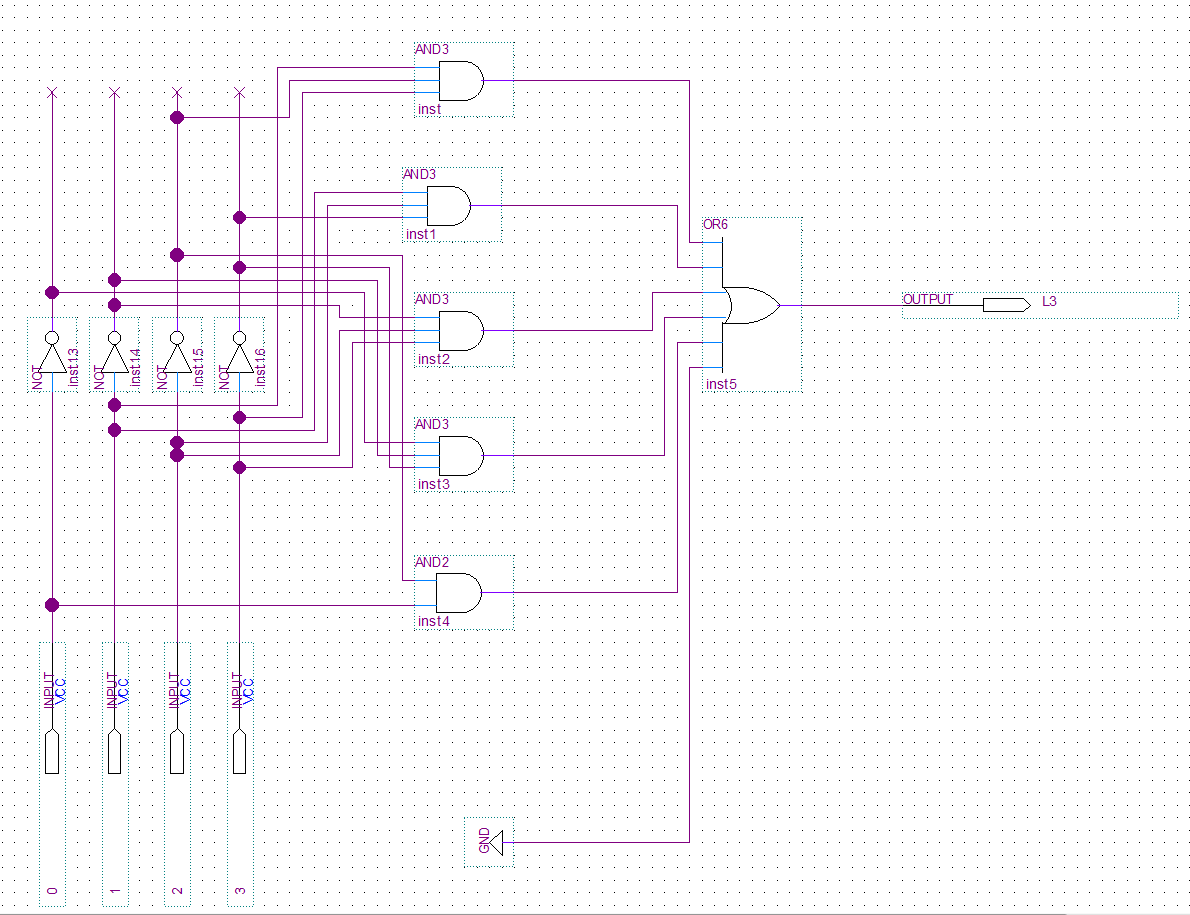 AND3
inst
AND3
inst1
OR6
AND3
inst2
OUTPUT
L3
NOT
inst13
NOT
inst14
NOT
inst15
NOT
inst16
inst5
AND3
inst3
AND2
inst4
INPUT
VCC
INPUT
VCC
INPUT
VCC
INPUT
VCC
GND
0
1
2
3